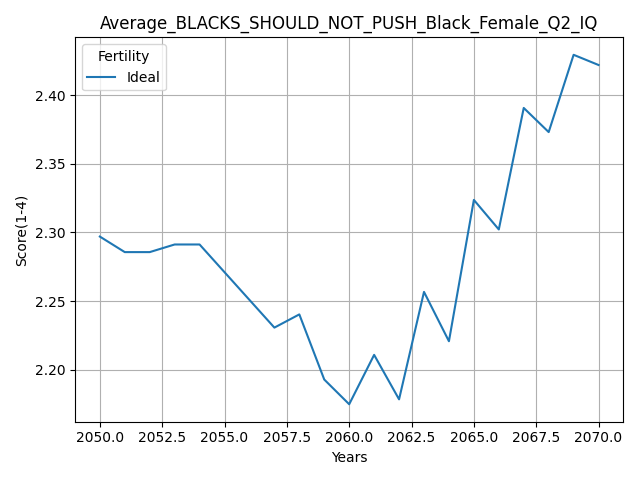 Average_BLACKS_SHOULD_NOT_PUSH_Black_Female_Q2_IQ
Fertility
Ideal
2.40
2.35
2.30
2.25
2.20
Score(1-4)
2050.0 2052.5 2055.0 2057.5 2060.0 2062.5 2065.0 2067.5 2070.0
Years